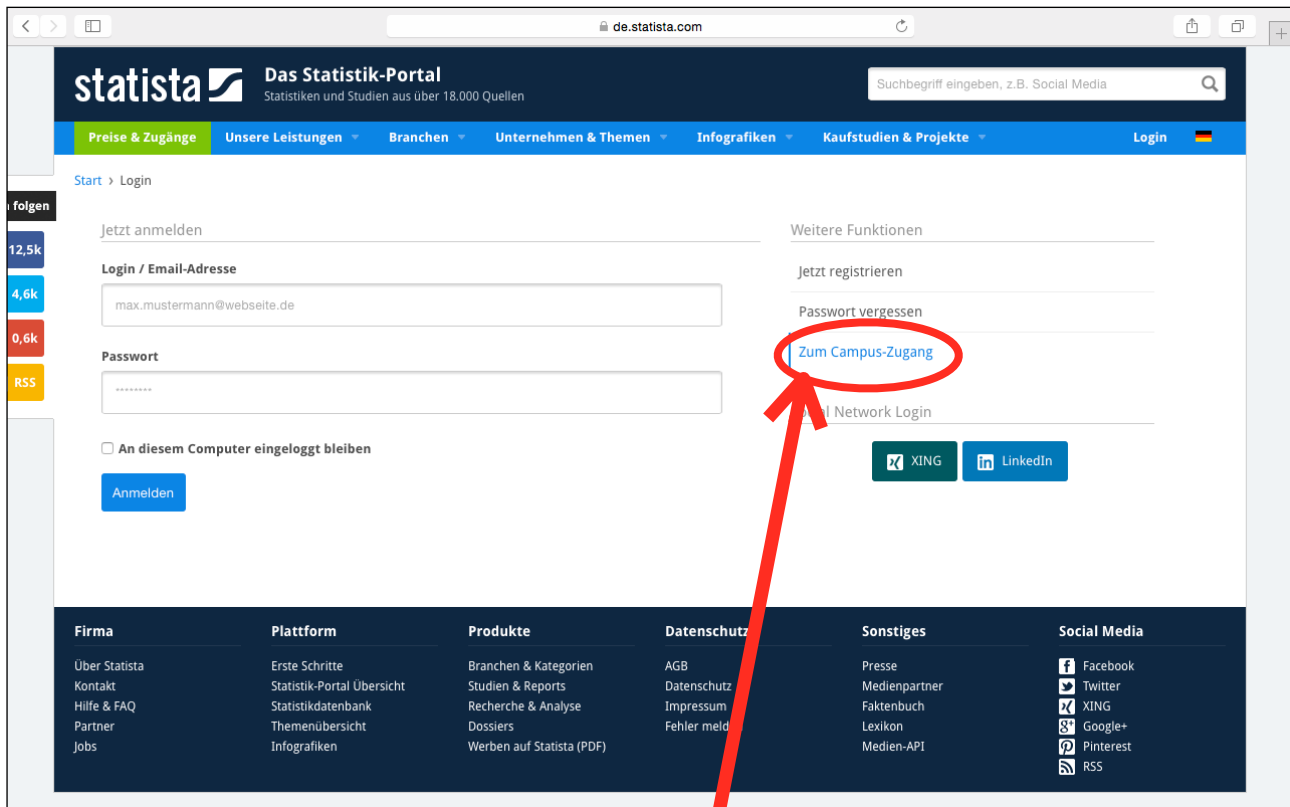 de.statista.com
statista
Das Statistik-Portal
Statistiken und Studien aus über 18.000 Quellen
Suchbegriff eingeben, z.B. Social Media
Preise & Zugänge Unsere Leistungen Branchen Unternehmen & Themen Infografiken Kaufstudien & Projekte Login
Start › Login
folgen
12,5k
4,6k
0,6k
RSS
Jetzt anmelden
Login / Email-Adresse
max.mustermann@webseite.de
Passwort
An diesem Computer eingeloggt bleiben
Anmelden
Weitere Funktionen
Jetzt registrieren
Passwort vergessen
Zum Campus-Zugang
Network Login
XING LinkedIn
Firma
Über Statista
Kontakt
Hilfe & FAQ
Partner
Jobs
Plattform
Erste Schritte
Statistik-Portal Übersicht
Statistikdatenbank
Themenübersicht
Infografiken
Produkte
Branchen & Kategorien
Studien & Reports
Recherche & Analyse
Dossiers
Werben auf Statista (PDF)
Datenschutz
AGB
Datenschutz
Impressum
Fehler
Sonstiges
Presse
Medienpartner
Faktenbuch
Lexikon
Medien-API
Social Media
Facebook
Twitter
XING
Google+
Pinterest
RSS